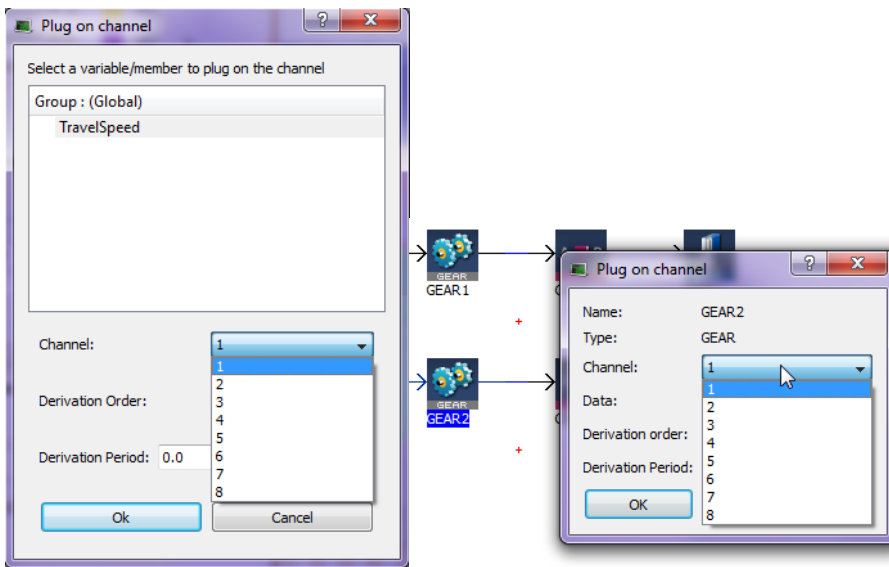 Plug on channel
?
X
Select a variable/member to plug on the channel
Group : (Global)
TravelSpeed
Channel:
1
1
2
3
4
5
6
7
8
Derivation Order:
Derivation Period: 0.0
Ok
Cancel
GEAR
GEAR1
GEAR
GEAR2
Plug on channel
?
X
Name: GEAR2
Type: GEAR
Channel: 1
1
2
3
4
5
6
7
8
Data:
Derivation order:
Derivation Period:
OK